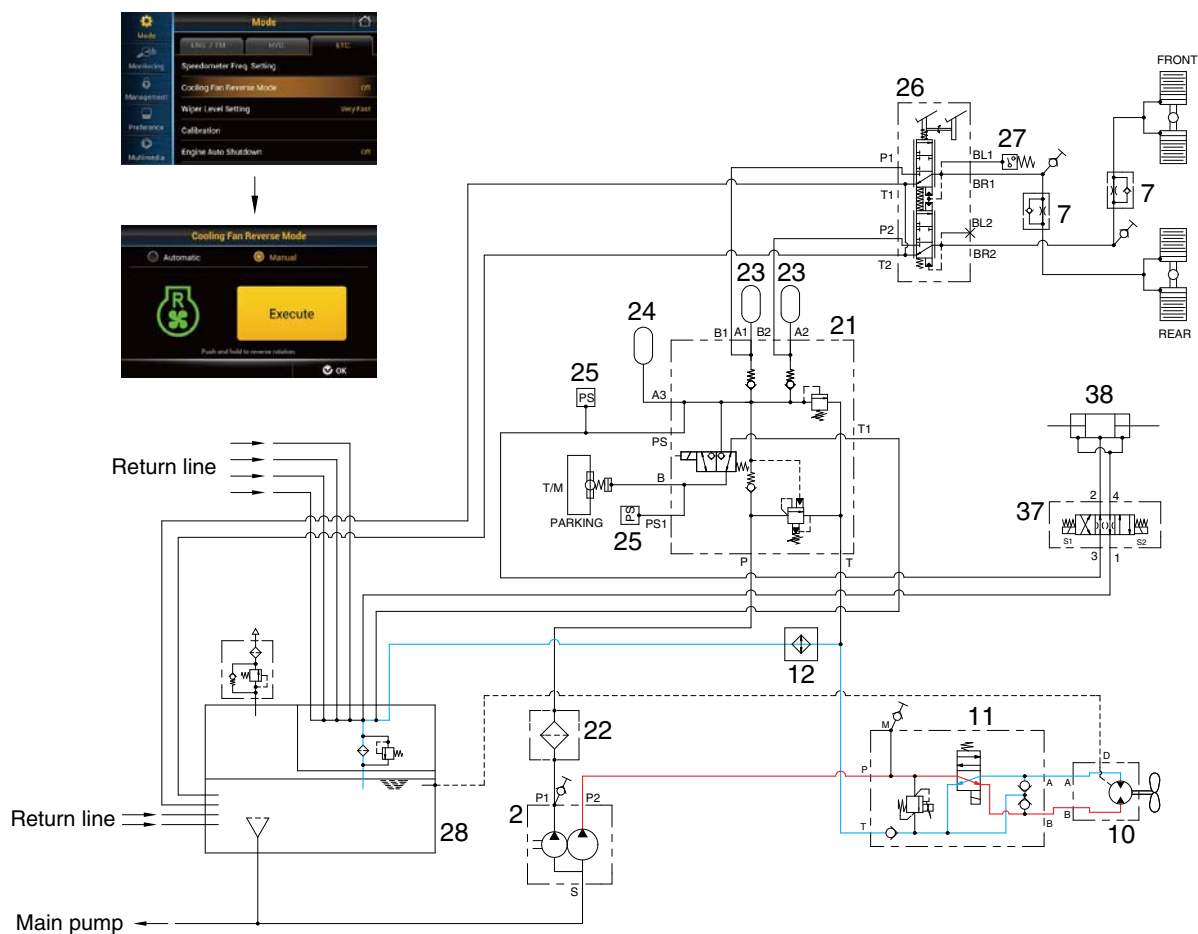 Mode
Mode
ENG / TM
HYD.
ETC.
Monitoring
Speedometer Freq. Setting
Management
Cooling Fan Reverse Mode
Off
Wiper Level Setting
Very Fast
Preference
Calibration
Multimedia
Engine Auto Shutdown
Off
Cooling Fan Reverse Mode
Automatic
Manual
R
Execute
Push and hold to reverse rotation.
OK
FRONT
26
27
P1
BL1
T1
BR1
7
7
BL2
P2
BR2
T2
23
23
24
B1
A1
B2
A2
21
REAR
25
PS
A3
38
T1
PS
Return line
T/M
B
2
4
PARKING
PS
PS1
37
25
S1
S2
3
1
P
T
12
22
M
11
D
P
A
A
P1
P2
2
T
B
B
10
Return line
28
S
Main pump